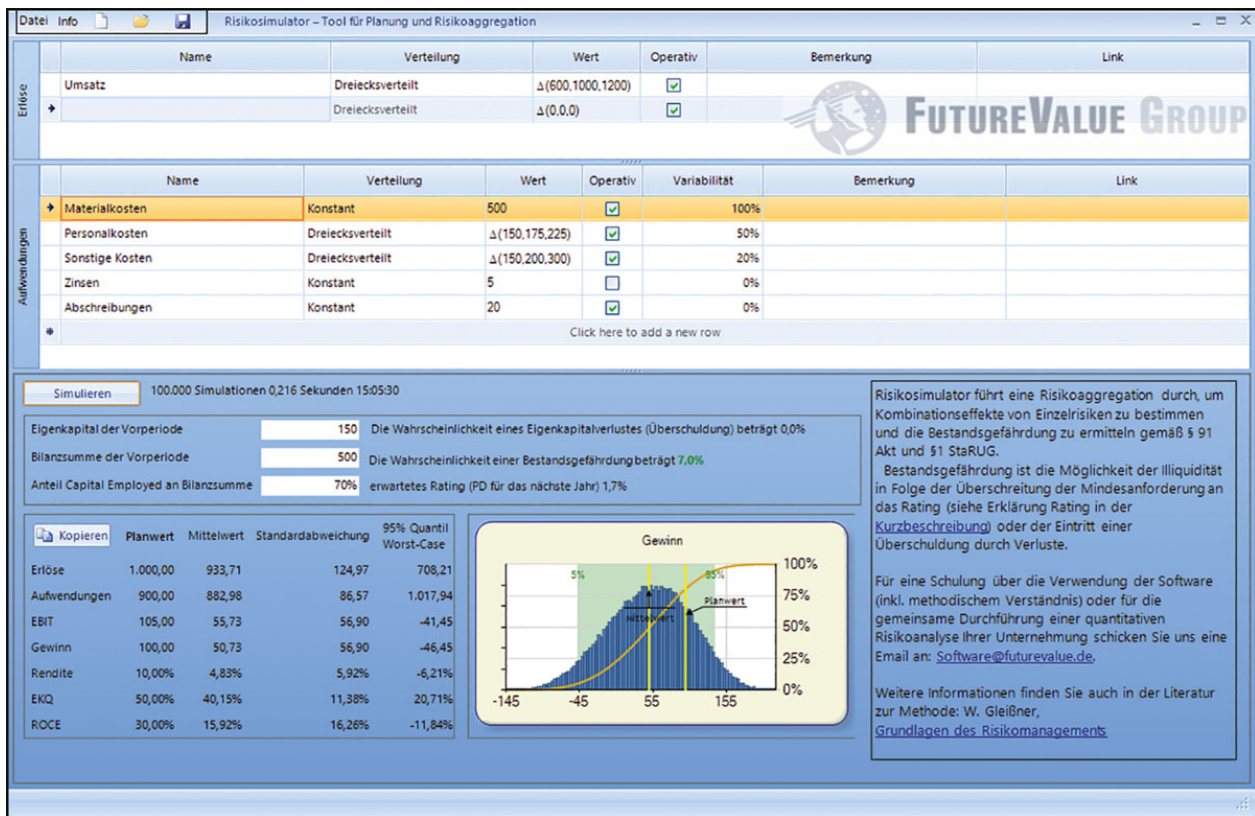 Datei Info Risikosimulator – Tool für Planung und Risikoaggregation
Erlöse
Name Verteilung Wert Operativ Bemerkung Link
Umsatz Dreiecksverteilt Δ(600,1000,1200)
Dreiecksverteilt Δ(0,0,0)
FUTUREVALUE GROUP
Aufwendungen
Name Verteilung Wert Operativ Variabilität Bemerkung Link
Materialkosten Konstant 500 100%
Personalkosten Dreiecksverteilt Δ(150,175,225) 50%
Sonstige Kosten Dreiecksverteilt Δ(150,200,300) 20%
Zinsen Konstant 5 0%
Abschreibungen Konstant 20 0%
Click here to add a new row
Simulieren 100.000 Simulationen 0,216 Sekunden 15:05:30
Eigenkapital der Vorperiode 150 Die Wahrscheinlichkeit eines Eigenkapitalverlustes (Überschuldung) beträgt 0,0%
Bilanzsumme der Vorperiode 500 Die Wahrscheinlichkeit einer Bestandsgefährdung beträgt 7,0%
Anteil Capital Employed an Bilanzsumme 70% erwartetes Rating (PD für das nächste Jahr) 1,7%
Kopieren Planwert Mittelwert Standardabweichung 95% Quantil
Worst-Case
Erlöse 1.000,00 933,71 124,97 708,21
Aufwendungen 900,00 882,98 86,57 1.017,94
EBIT 105,00 55,73 56,90 -41,45
Gewinn 100,00 50,73 56,90 -46,45
Rendite 10,00% 4,83% 5,92% -6,21%
EKQ 50,00% 40,15% 11,38% 20,71%
ROCE 30,00% 15,92% 16,26% -11,84%
Gewinn
5% 95%
Planwert
Mittelwert
100%
75%
50%
25%
0%
-145 -45 55 155
Risikosimulator führt eine Risikoaggregation durch, um
Kombinationseffekte von Einzelrisiken zu bestimmen
und die Bestandsgefährdung zu ermitteln gemäß § 91
Akt und §1 StaRUG.
Bestandsgefährdung ist die Möglichkeit der Illiquidität
in Folge der Überschreitung der Mindesanforderung an
das Rating (siehe Erklärung Rating in der
Kurzbeschreibung) oder der Eintritt einer
Überschuldung durch Verluste.
Für eine Schulung über die Verwendung der Software
(inkl. methodischem Verständnis) oder für die
gemeinsame Durchführung einer quantitativen
Risikoanalyse Ihrer Unternehmung schicken Sie uns eine
Email an: Software@futurevalue.de.
Weitere Informationen finden Sie auch in der Literatur
zur Methode: W. Gleißner,
Grundlagen des Risikomanagements